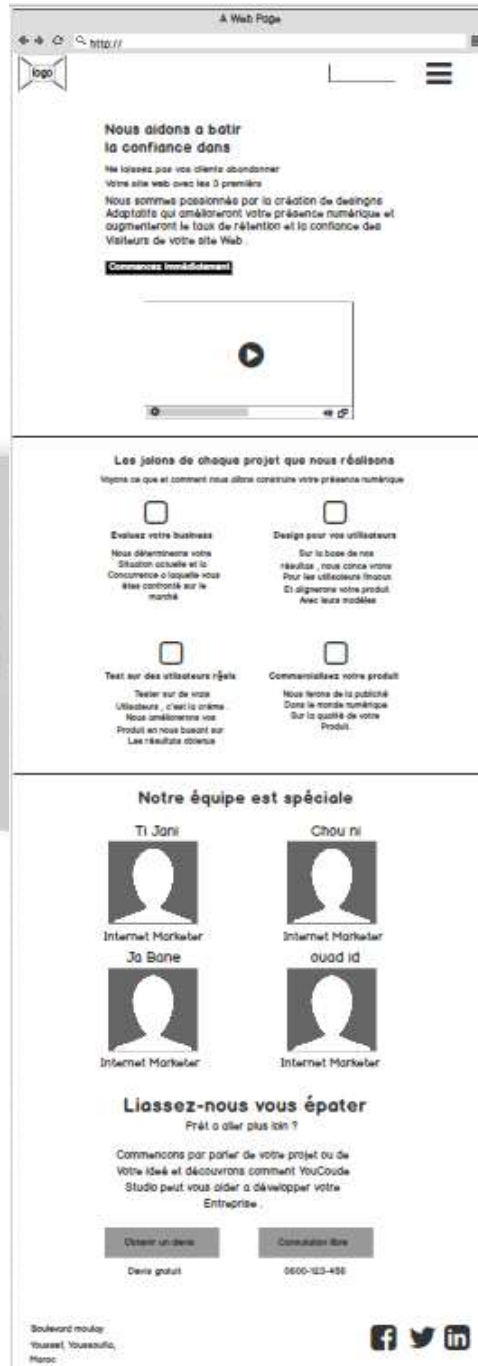 A Web Page
http://
logo
Nous aidons a batir
la confiance dans
Ne laissez pas vos clients abandonner
Votre site web avec les 3 première
Nous sommes passionnés par la création de desingns
Adaptatifs qui amélioreront votre présence numérique et
augmenteront le taux de rétention et la confiance des
Visiteurs de votre site Web .
Commencez immédiatement
Les jalons de chaque projet que nous réalisons
Voyons ce que et comment nous allons construire votre présence numérique
Evaluez votre business
Nous déterminerons votre
Situation actuelle et la
Concurrence a laquelle vous
êtes confronté sur le
marché
Design pour vos utilisateurs
Sur la base de nos
résultas , nous conce vrons
Pour les utilisateurs finaux
Et alignerons votre produit
Avec leurs modèles
Test sur des utilsateurs réels
Tester sur de vrais
Utilisateurs , c'est la crème .
Nous améliorerons vos
Produit en nous basant sur
Les résultats obtenus
Commercialisez votre produit
Nous ferons de la publicité
Dans le monde numérique
Sur la qualité de votre
Produit.
Notre équipe est spéciale
Ti Jani
Chou ni
Internet Marketer
Internet Marketer
Ja Bane
ouad id
Internet Marketer
Internet Marketer
Liassez-nous vous épater
Prêt a aller plus loin ?
Commencons par parler de votre projet ou de
Votre ideé et découvrons comment YouCoude
Studio peut vous aider a développer votre
Entreprise .
Obtenir un devis
Consulation libre
Devis gratuit
0600-123-456
Boulevard moulay
Youssef, Youssoufia,
Maroc